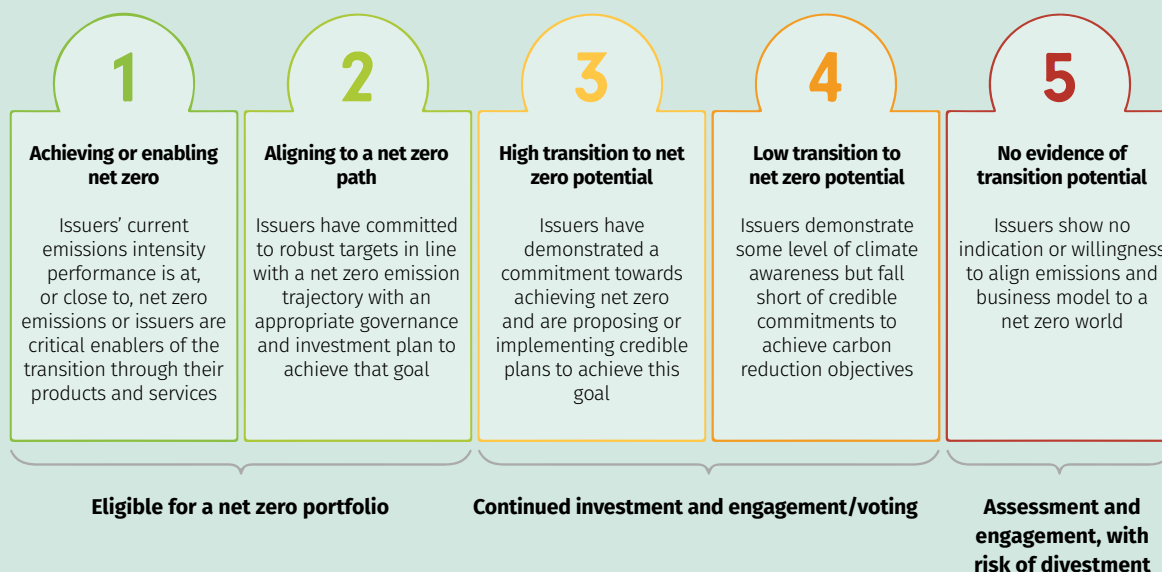 1
Achieving or enabling
net zero
Issuers’ current
emissions intensity
performance is at,
or close to, net zero
emissions or issuers are
critical enablers of the
transition through their
products and services
2
Aligning to a net zero
path
Issuers have committed
to robust targets in line
with a net zero emission
trajectory with an
appropriate governance
and investment plan to
achieve that goal
3
High transition to net
zero potential
Issuers have
demonstrated a
commitment towards
achieving net zero
and are proposing or
implementing credible
plans to achieve this
goal
4
Low transition to
net zero potential
Issuers demonstrate
some level of climate
awareness but fall
short of credible
commitments to
achieve carbon
reduction objectives
5
No evidence of
transition potential
Issuers show no
indication or willingness
to align emissions and
business model to a
net zero world
Eligible for a net zero portfolio
Continued investment and engagement/voting
Assessment and
engagement, with
risk of divestment